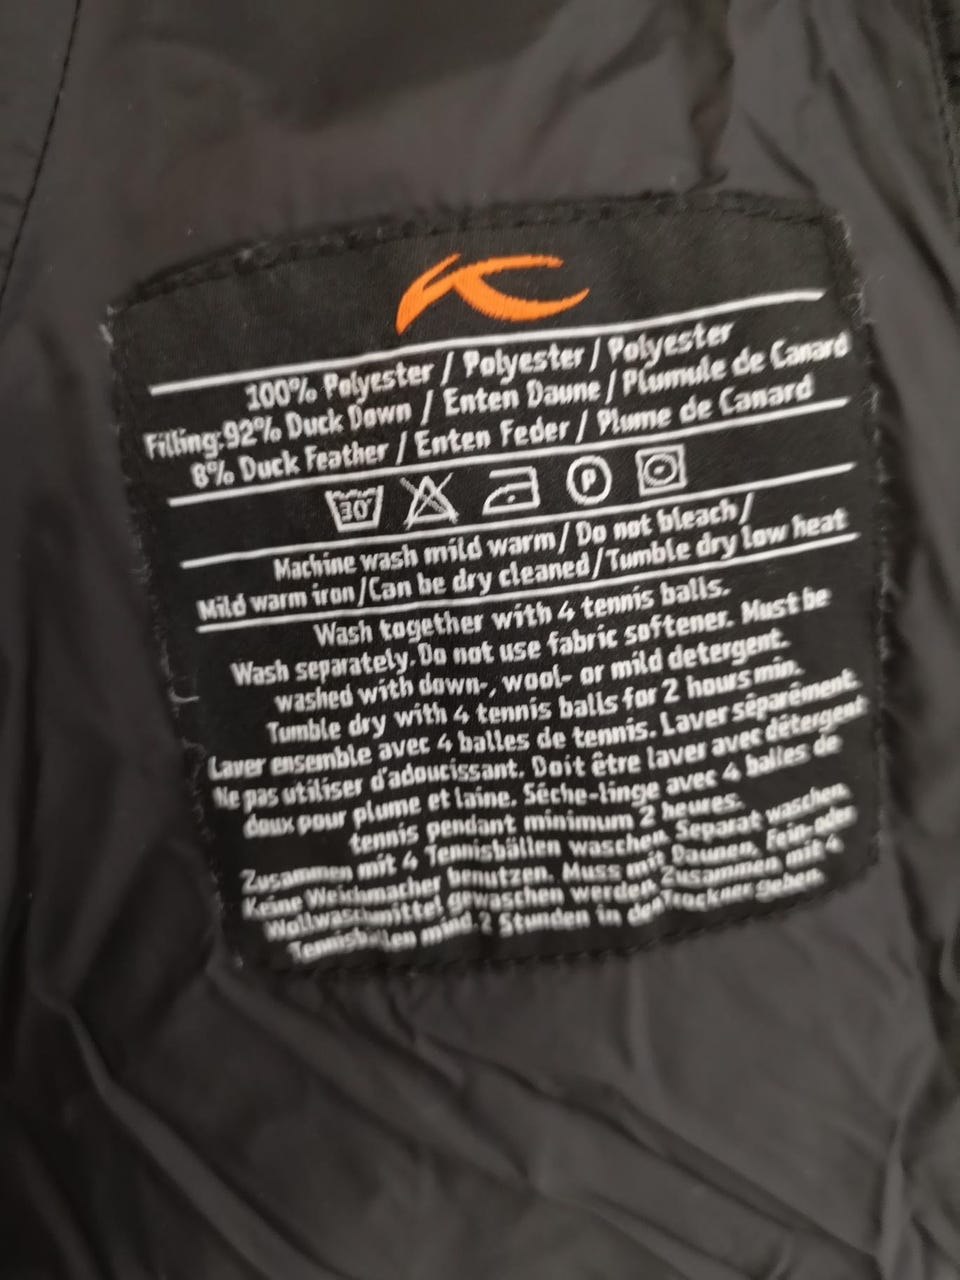 100% Polyester / Polyester / Polyester
Filling:92% Duck Down / Enten Daune / Plumule de Canard
8% Duck Feather / Enten Feder / Plume de Canard
30° P
Machine wash mild warm/ Do not bleach/
Mild warm iron/Can be dry cleaned/Tumble dry low heat
Wash together with 4 tennis balls.
Wash separately. Do not use fabric softener. Must be
washed with down-, wool- or mild detergent.
Tumble dry with 4 tennis balls for 2 hours min.
Laver ensemble avec 4 balles de tennis. Laver séparément.
Ne pas utiliser d'adoucissant. Doit être laver avec détergent
doux pour plume et laine. Sèche-linge avec 4 balles de
tennis pendant minimum 2 heures.
Zusammen mit 4 Tennisbällen waschen. Separat waschen.
Keine Weichmacher benutzen. Muss mit Daunen, Fein-oder
Wollwaschmittel gewaschen werden. Zusammen mit 4
Tennisbällen mind.2 Stunden in den Trockner geben.